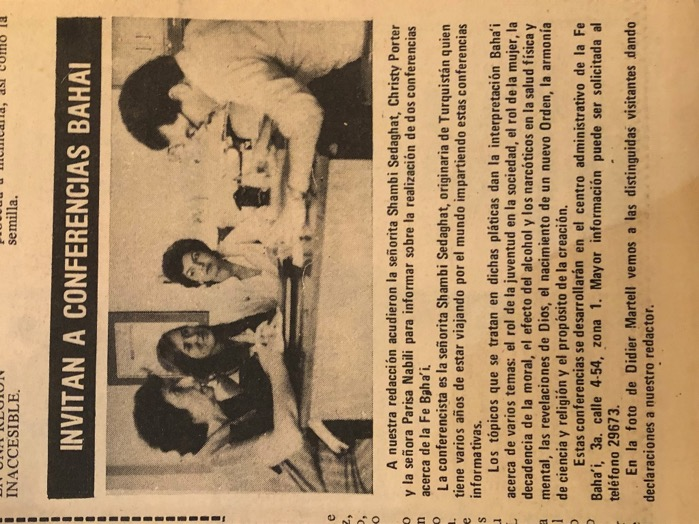 proteau a
mentaria, así como la
semilla.
EN UNA REGION
INACCESIBLE.
INVITAN A CONFERENCIAS BAHAI
A nuestra redacción acudieron la señorita Shambi Sedaghat, Christy Porter
y la señora Parisa Nabili para informar sobre la realización de dos conferencias
acerca de la Fe Baha'i.
La conferencista es la señorita Shambi Sedaghat, originaria de Turquistán quien
tiene varios años de estar viajando por el mundo impartiendo estas conferencias
informativas.
Los tópicos que se tratan en dichas pláticas dan la interpretación Baha'i
acerca de varios temas: el rol de la juventud en la sociedad, el rol de la mujer, la
decadencia de la moral, el efecto del alcohol y los narcóticos en la salud física y
mental, las revelaciones de Dios, el nacimiento de un nuevo Orden, la armonía
de ciencia y religión y el propósito de la creación.
Estas conferencias se desarrollarán en el centro administrativo de la Fe
Baha'i, 3a. calle 4-54, zona 1. Mayor información puede ser solicitada al
teléfono 29673.
En la foto de Didier Martell vemos a las distinguidas visitantes dando
declaraciones a nuestro redactor.